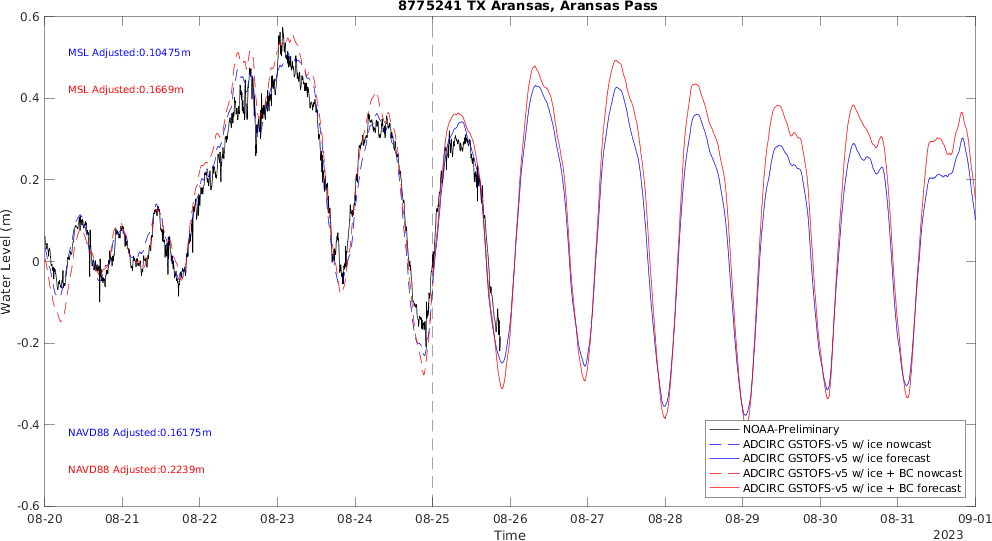 8775241 TX Aransas, Aransas Pass
0.6
0.4
0.2
0
-0.2
-0.4
-0.6
Water Level (m)
MSL Adjusted:0.10475m
MSL Adjusted:0.1669m
NAVD88 Adjusted:0.16175m
NAVD88 Adjusted:0.2239m
NOAA-Preliminary
ADCIRC GSTOFS-v5 w/ ice nowcast
ADCIRC GSTOFS-v5 w/ ice forecast
ADCIRC GSTOFS-v5 w/ ice + BC nowcast
ADCIRC GSTOFS-v5 w/ ice + BC forecast
08-20 08-21 08-22 08-23 08-24 08-25 08-26 08-27 08-28 08-29 08-30 08-31 09-01
Time
2023